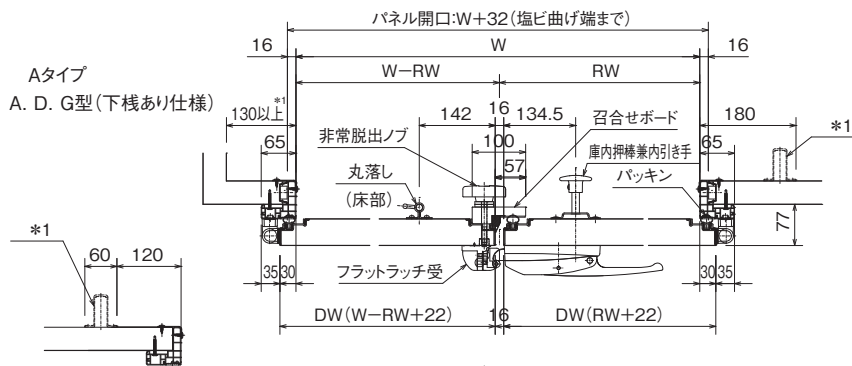 パネル開口:W+32(塩ビ曲げ端まで)
16
W
16
Aタイプ
A. D. G型(下桟あり仕様)
W−RW
RW
130以上*1
142
16
134.5
召合せボード
180
*1
65
非常脱出ノブ
100
庫内押棒兼内引き手
65
57
丸落し
(床部)
パッキン
77
*1
60
120
35
30
フラットラッチ受
30
35
DW(W−RW+22)
16
DW(RW+22)